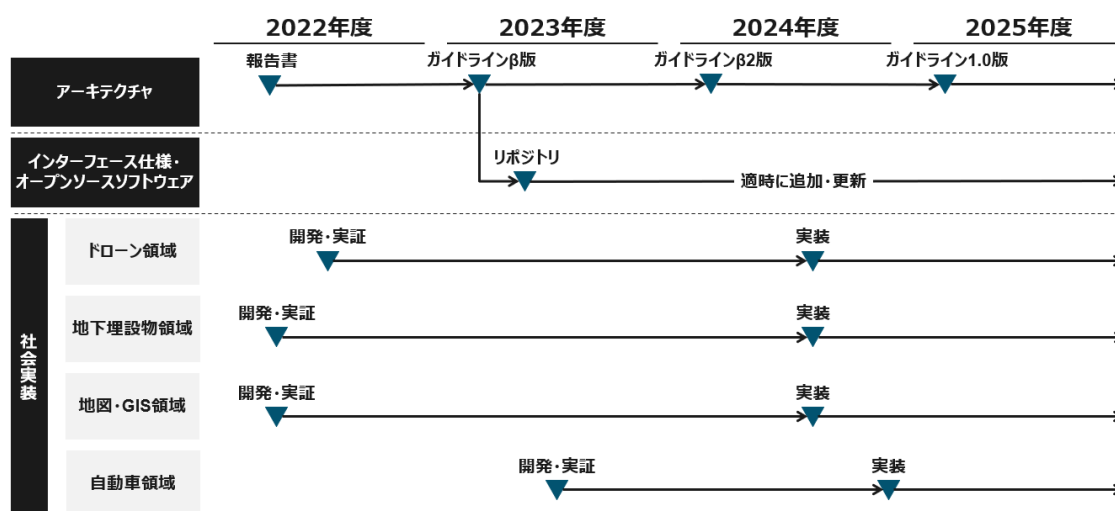 2022年度
2023年度
2024年度
2025年度
報告書
ガイドラインβ版
ガイドラインβ2版
ガイドライン1.0版
アーキテクチャ
インターフェース仕様・
オープンソースソフトウェア
リポジトリ
適時に追加・更新
社会実装
ドローン領域
開発・実証
実装
地下埋設物領域
開発・実証
実装
地図・GIS領域
開発・実証
実装
自動車領域
開発・実証
実装